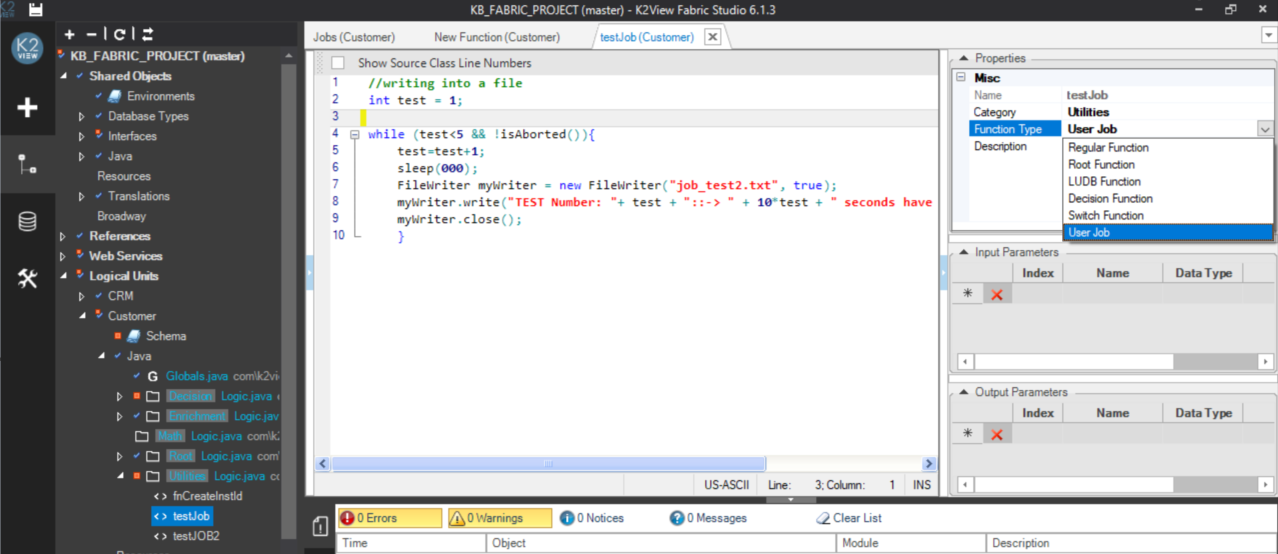 KB_FABRIC_PROJECT (master) - K2View Fabric Studio 6.1.3
K2
VIEW
KB_FABRIC_PROJECT (master)
Shared Objects
Environments
Database Types
Interfaces
Java
Resources
Translations
Broadway
References
Web Services
Logical Units
CRM
Customer
Schema
Java
G Globals.java com\k2vi
Decision Logic.java
Enrichment Logic.jav
Math Logic.java com\k
Root Logic.java com
Utilities Logic.java co
<> fnCreateInstId
<> testJob
<> testJOB2
Jobs (Customer)
New Function (Customer)
testJob (Customer)
Show Source Class Line Numbers
1 //writing into a file
2 int test = 1;
3
4 while (test<5 && !isAborted()){
5 test=test+1;
6 sleep(000);
7 FileWriter myWriter = new FileWriter("job_test2.txt", true);
8 myWriter.write("TEST Number: "+ test + "::-> " + 10*test + " seconds have
9 myWriter.close();
10 }
US-ASCII Line: 3; Column: 1 INS
Properties
Misc
Name testJob
Category Utilities
Function Type User Job
Description
Regular Function
Root Function
LUDB Function
Decision Function
Switch Function
User Job
Input Parameters
Index Name Data Type
Output Parameters
Index Name Data Type
0 Errors 0 Warnings 0 Notices 0 Messages Clear List
Time Object Module Description